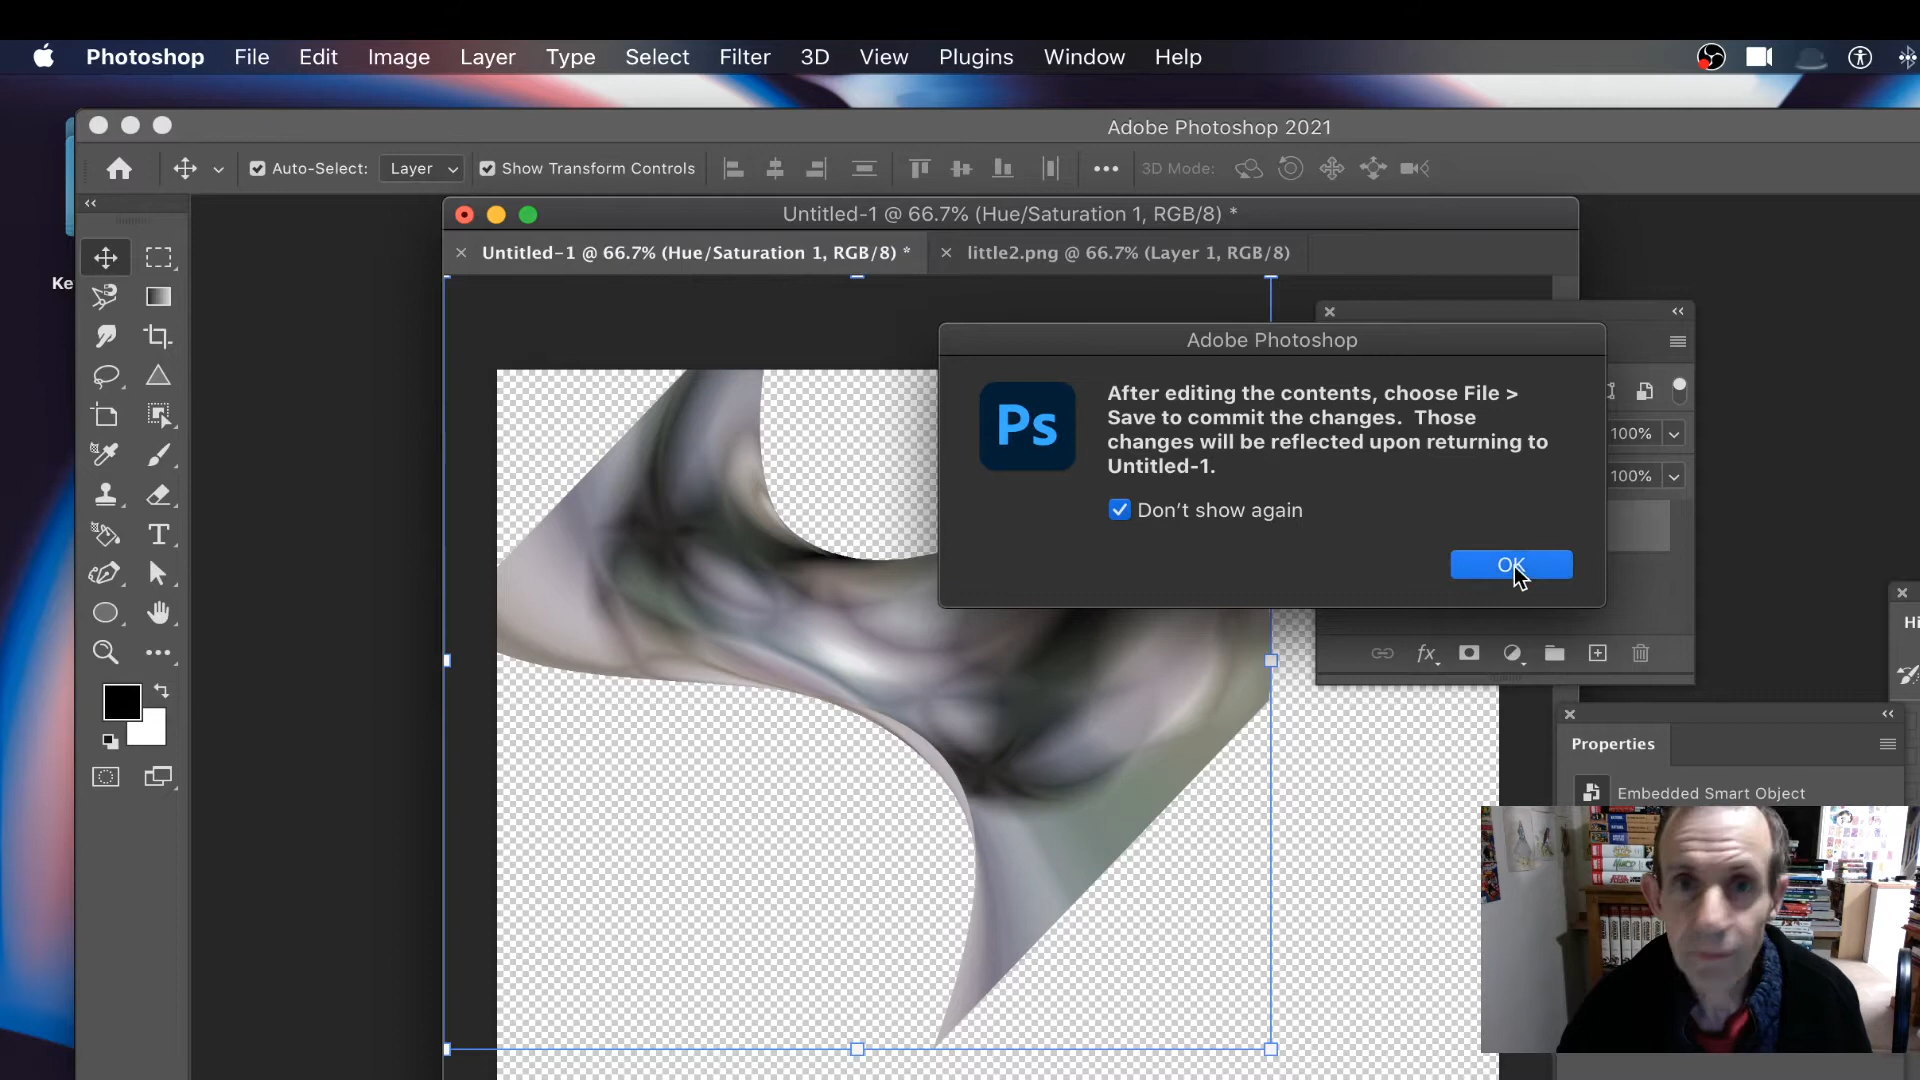 Photoshop File Edit Image Layer Type Select Filter 3D View Plugins Window Help
Adobe Photoshop 2021
Auto-Select: Layer Show Transform Controls 3D Mode:
Untitled-1 @ 66.7% (Hue/Saturation 1, RGB/8) *
Untitled-1 @ 66.7% (Hue/Saturation 1, RGB/8) * little2.png @ 66.7% (Layer 1, RGB/8)
Ke
Adobe Photoshop
Ps
After editing the contents, choose File >
Save to commit the changes.  Those
changes will be reflected upon returning to
Untitled-1.
Don't show again
OK
100%
100%
Hi
fx
T
Properties
Embedded Smart Object